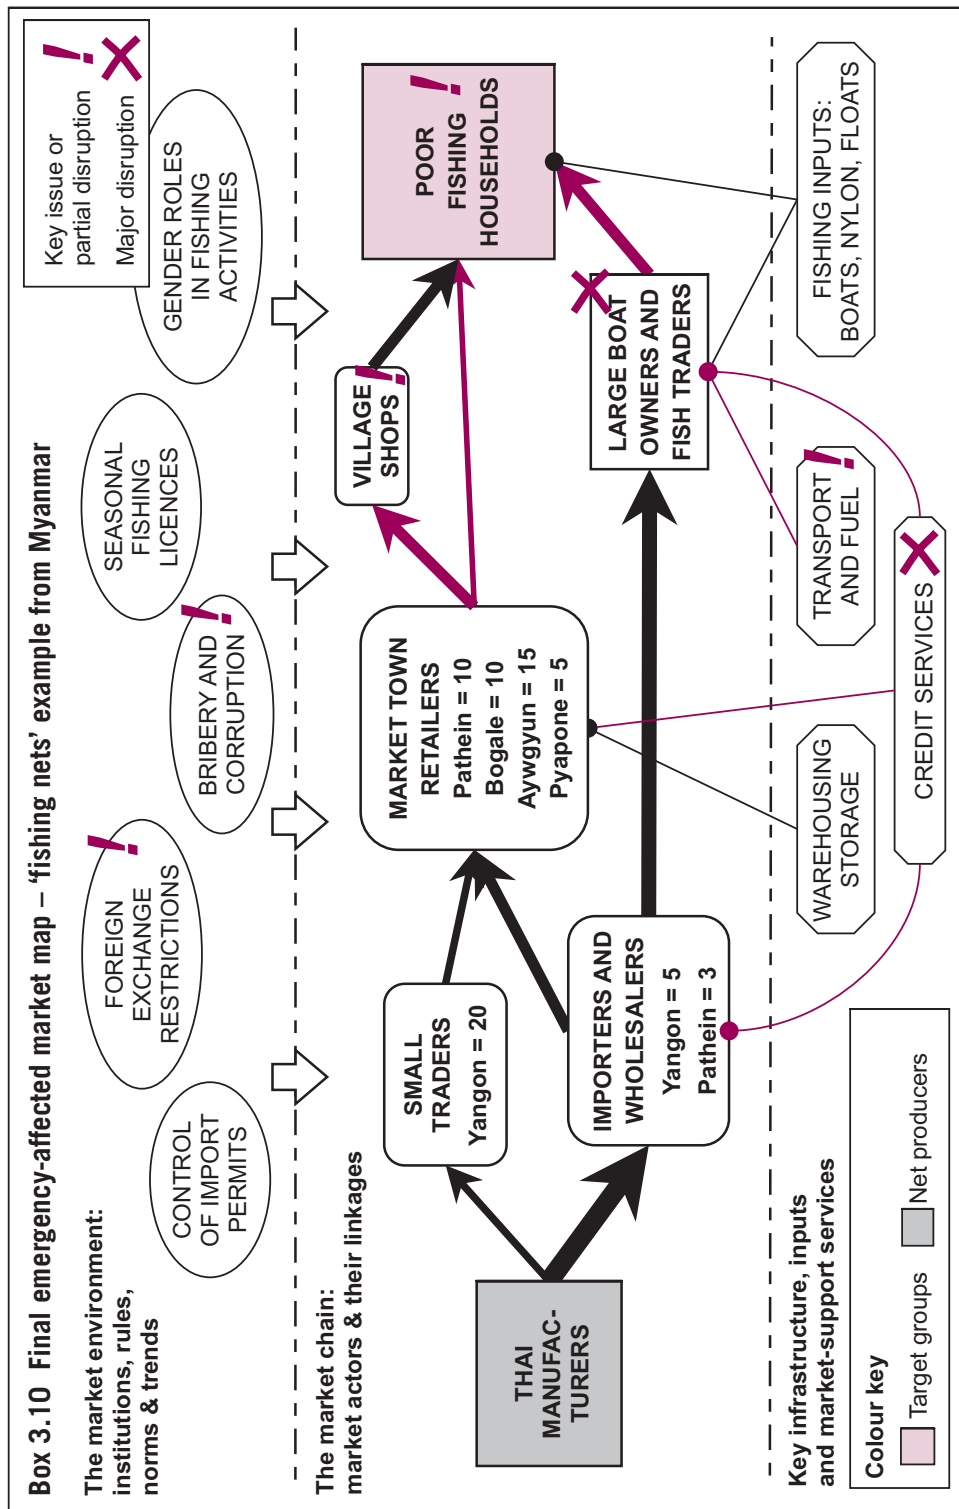 Box 3.10 Final emergency-affected market map – ‘fishing nets’ example from Myanmar
Key issue or
partial disruption
Major disruption
The market environment:
institutions, rules,
norms & trends
CONTROL
OF IMPORT
PERMITS
FOREIGN
EXCHANGE
RESTRICTIONS
BRIBERY AND
CORRUPTION
SEASONAL
FISHING
LICENCES
GENDER ROLES
IN FISHING
ACTIVITIES
The market chain:
market actors & their linkages
THAI
MANUFAC-
TURERS
SMALL
TRADERS
Yangon = 20
IMPORTERS AND
WHOLESALERS
Yangon = 5
Pathein = 3
MARKET TOWN
RETAILERS
Pathein = 10
Bogale = 10
Aywgyun = 15
Pyapone = 5
VILLAGE
SHOPS
LARGE BOAT
OWNERS AND
FISH TRADERS
POOR
FISHING
HOUSEHOLDS
Key infrastructure, inputs
and market-support services
WAREHOUSING
STORAGE
CREDIT SERVICES
TRANSPORT
AND FUEL
FISHING INPUTS:
BOATS, NYLON, FLOATS
Colour key
Target groups
Net producers